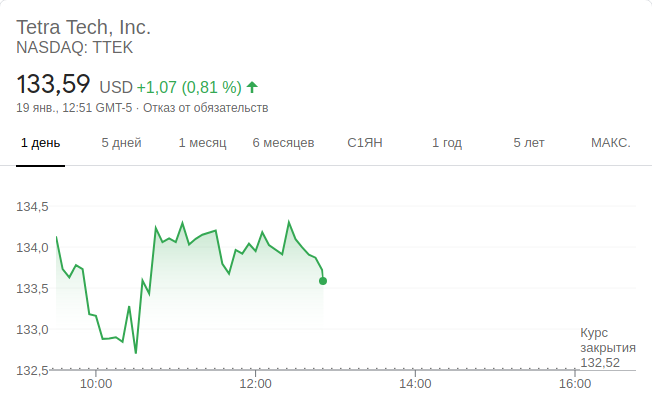 Tetra Tech, Inc.
NASDAQ: TTEK
133,59 USD +1,07 (0,81 %)
19 янв., 12:51 GMT-5 · Отказ от обязательств
1 день 5 дней 1 месяц 6 месяцев С1ЯН 1 год 5 лет МАКС.
134,5
134,0
133,5
133,0
132,5
Курс
закрытия
132,52
10:00 12:00 14:00 16:00